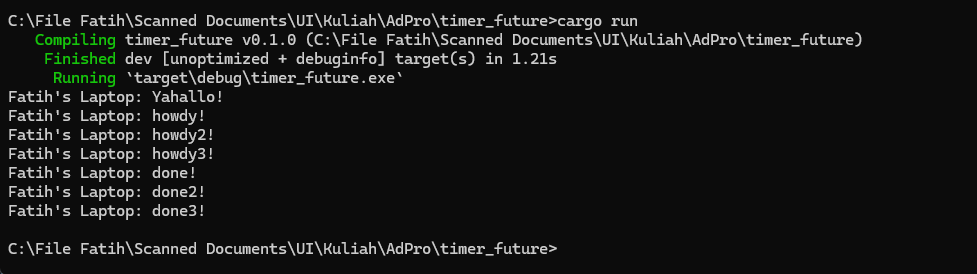 C:\File Fatih\Scanned Documents\UI\Kuliah\AdPro\timer_future>cargo run
   Compiling timer_future v0.1.0 (C:\File Fatih\Scanned Documents\UI\Kuliah\AdPro\timer_future)
    Finished dev [unoptimized + debuginfo] target(s) in 1.21s
     Running `target\debug\timer_future.exe`
Fatih's Laptop: Yahallo!
Fatih's Laptop: howdy!
Fatih's Laptop: howdy2!
Fatih's Laptop: howdy3!
Fatih's Laptop: done!
Fatih's Laptop: done2!
Fatih's Laptop: done3!

C:\File Fatih\Scanned Documents\UI\Kuliah\AdPro\timer_future>